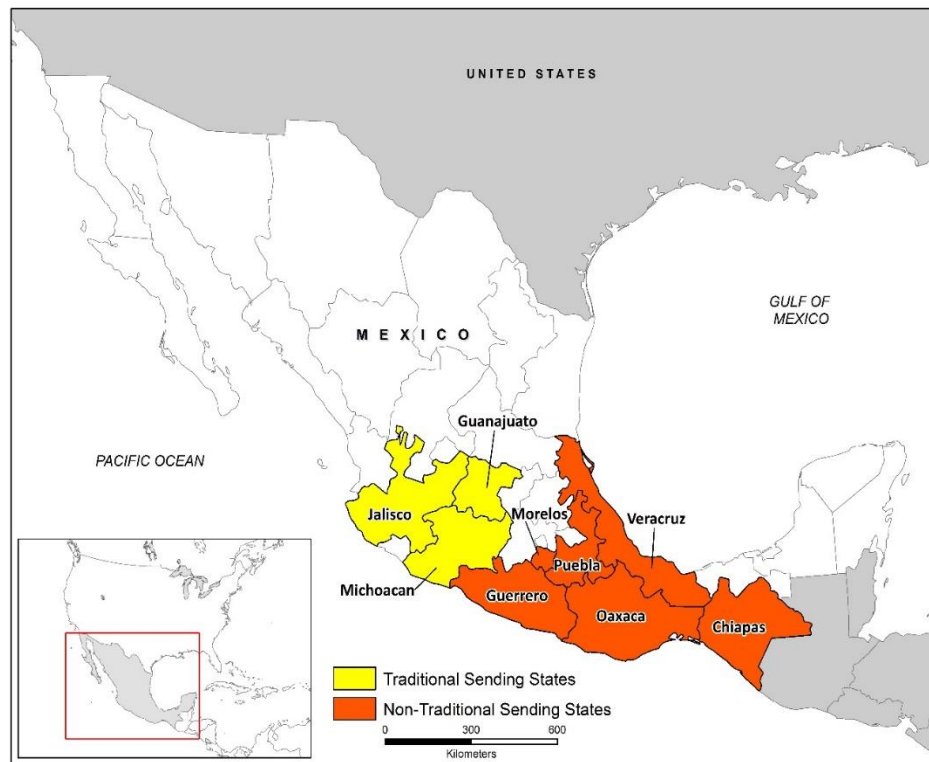 UNITED STATES
GULF OF
MEXICO
MEXICO
Guanajuato
PACIFIC OCEAN
Jalisco
Morelos
Veracruz
Puebla
Michoacan
Guerrero
Oaxaca
Chiapas
Traditional Sending States
Non-Traditional Sending States
0 300 600
Kilometers